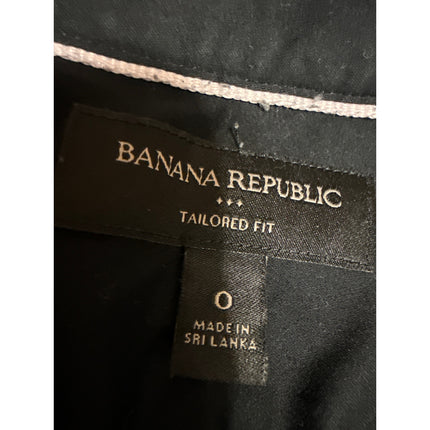 BANANA REPUBLIC
♦♦♦
TAILORED FIT
0
MADE IN
SRI LANKA